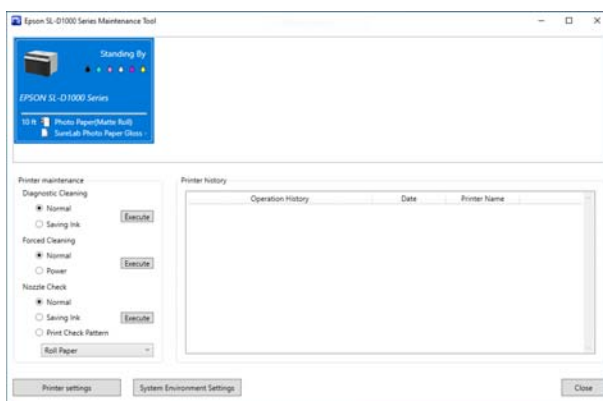 Epson SL-D1000 Series Maintenance Tool
Standing By
EPSON SL-D1000 Series
10 ft Photo Paper(Matte Roll)
SureLab Photo Paper Gloss -
Printer maintenance
Diagnostic Cleaning
Normal
Saving Ink
Execute
Forced Cleaning
Normal
Power
Execute
Nozzle Check
Normal
Saving Ink
Execute
Print Check Pattern
Roll Paper
Printer history
Operation History Date Printer Name
Printer settings System Environment Settings Close